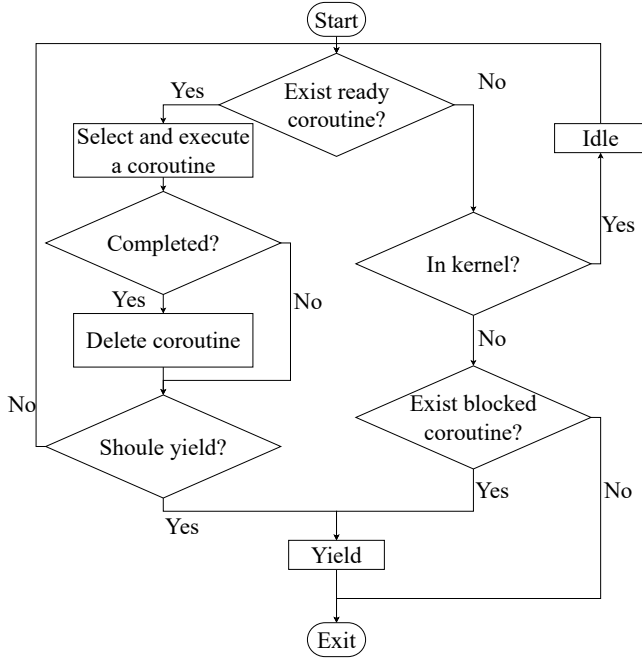 Start
Yes
Exist ready
coroutine?
No
Select and execute
a coroutine
Idle
Completed?
In kernel?
Yes
Yes
No
Delete coroutine
No
No
Exist blocked
coroutine?
Shoule yield?
Yes
Yes
No
Yield
Exit